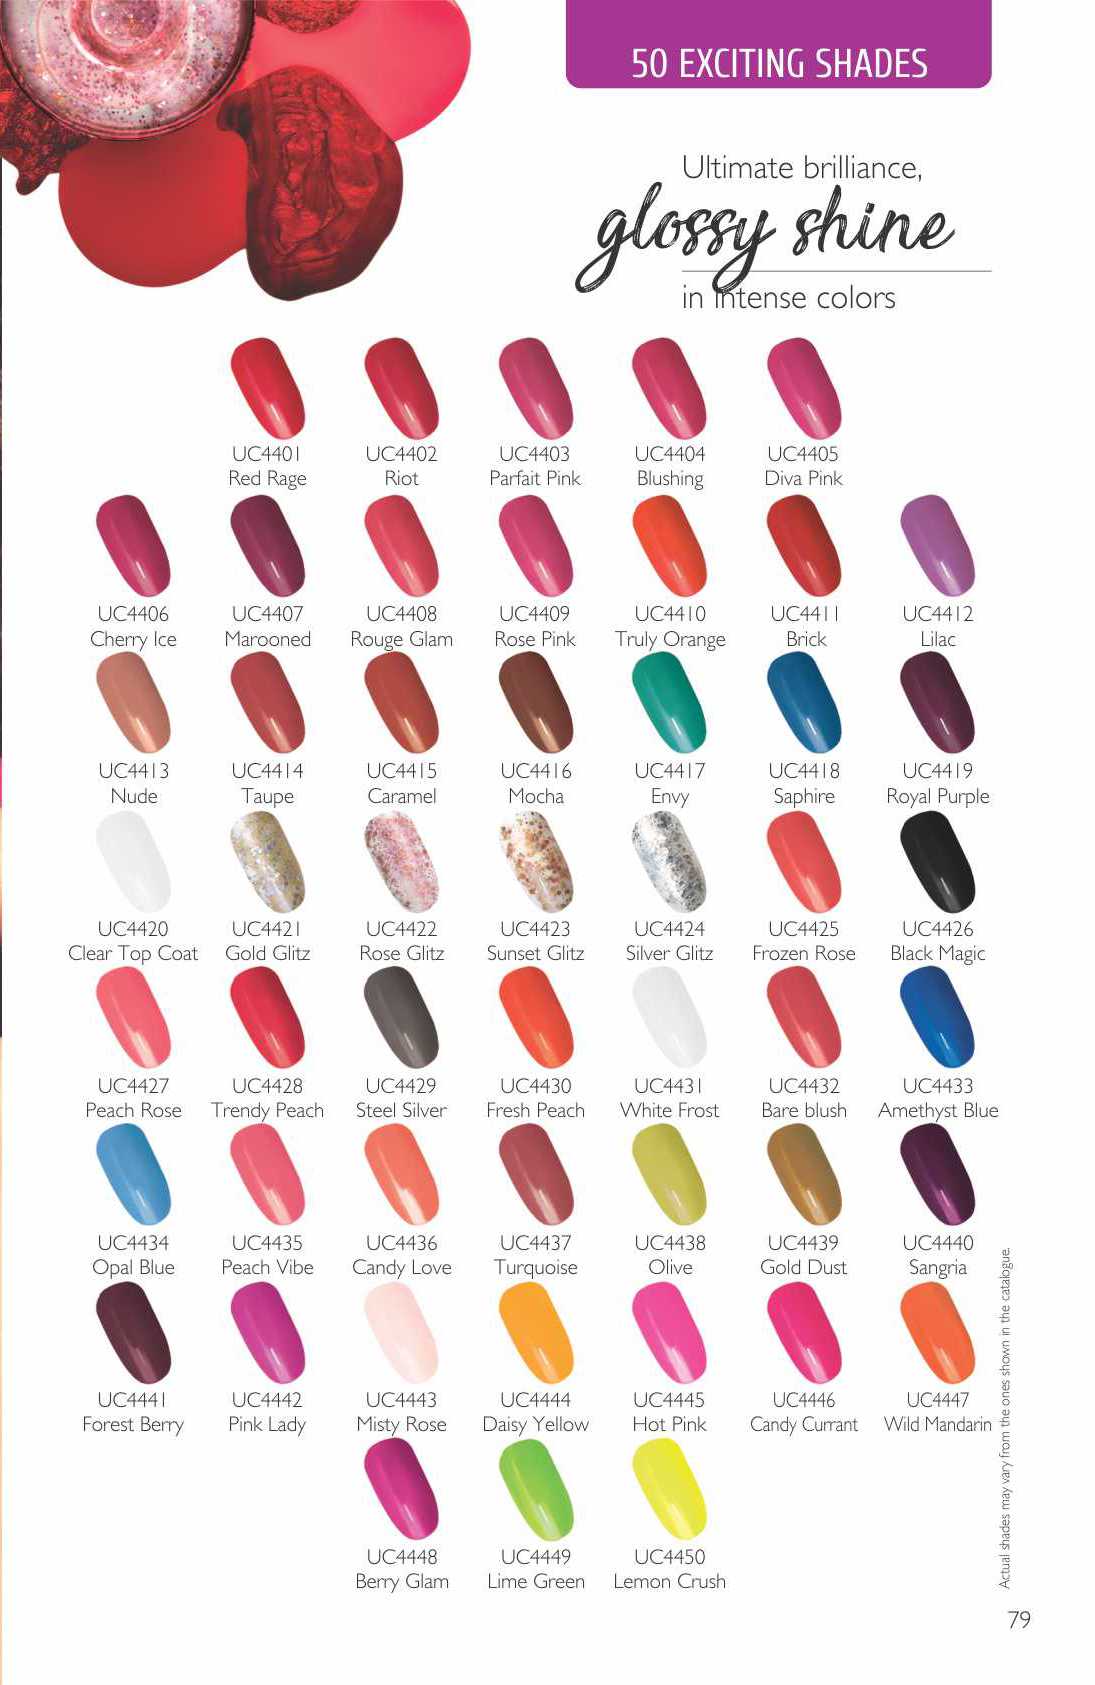 50 EXCITING SHADES
Ultimate brilliance,
glossy shine
in intense colors
UC4401 UC4402 UC4403 UC4404 UC4405
Red Rage Riot Parfait Pink Blushing Diva Pink
UC4406 UC4407 UC4408 UC4409 UC4410 UC4411 UC4412
Cherry Ice Marooned Rouge Glam Rose Pink Truly Orange Brick Lilac
UC4413 UC4414 UC4415 UC4416 UC4417 UC4418 UC4419
Nude Taupe Caramel Mocha Envy Saphire Royal Purple
UC4420 UC4421 UC4422 UC4423 UC4424 UC4425 UC4426
Clear Top Coat Gold Glitz Rose Glitz Sunset Glitz Silver Glitz Frozen Rose Black Magic
UC4427 UC4428 UC4429 UC4430 UC4431 UC4432 UC4433
Peach Rose Trendy Peach Steel Silver Fresh Peach White Frost Bare blush Amethyst Blue
UC4434 UC4435 UC4436 UC4437 UC4438 UC4439 UC4440
Opal Blue Peach Vibe Candy Love Turquoise Olive Gold Dust Sangria
UC4441 UC4442 UC4443 UC4444 UC4445 UC4446 UC4447
Forest Berry Pink Lady Misty Rose Daisy Yellow Hot Pink Candy Currant Wild Mandarin
UC4448 UC4449 UC4450
Berry Glam Lime Green Lemon Crush
Actual shades may vary from the ones shown in the catalogue.
79